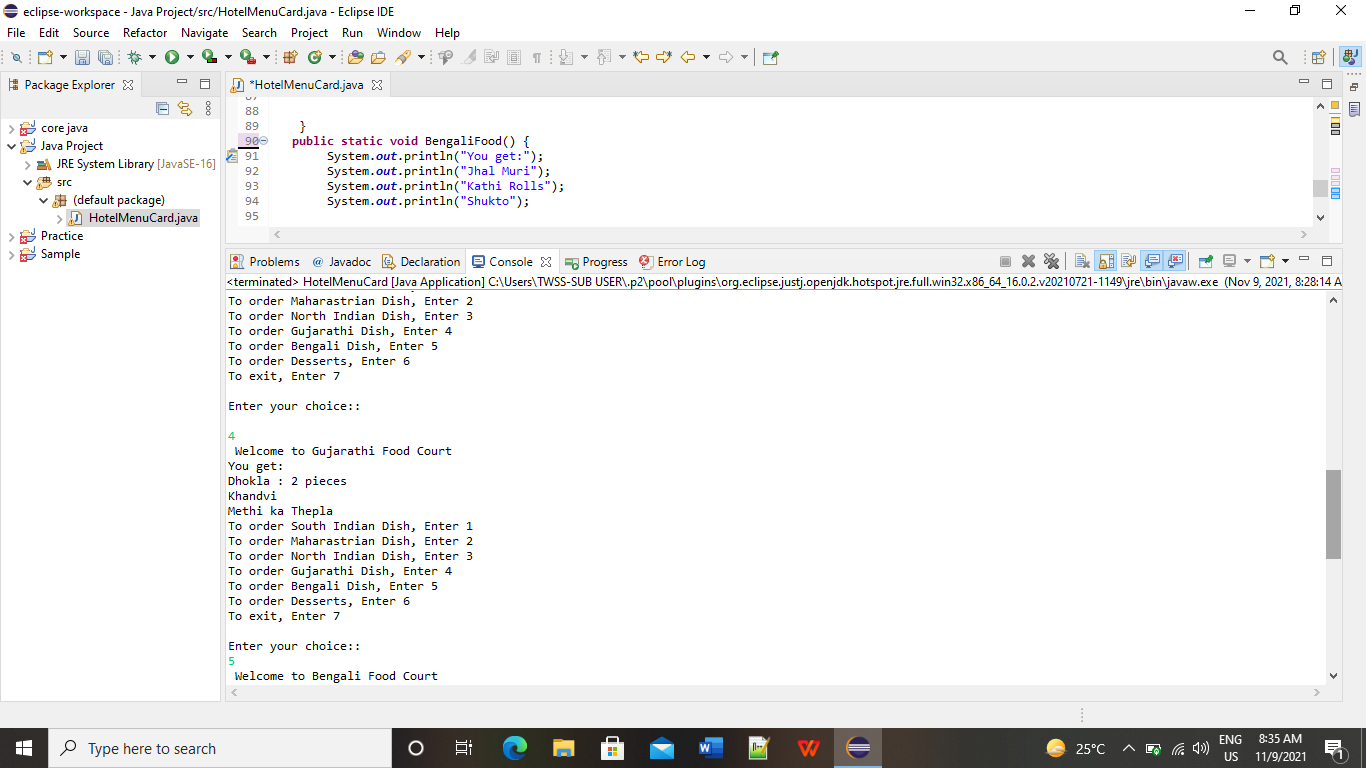 eclipse-workspace - Java Project/src/HotelMenuCard.java - Eclipse IDE
File Edit Source Refactor Navigate Search Project Run Window Help
Package Explorer
core java
Java Project
JRE System Library [JavaSE-16]
src
(default package)
HotelMenuCard.java
Practice
Sample
*HotelMenuCard.java
88
89 }
90 public static void BengaliFood() {
91 System.out.println("You get:");
92 System.out.println("Jhal Muri");
93 System.out.println("Kathi Rolls");
94 System.out.println("Shukto");
95
Problems @ Javadoc Declaration Console Progress Error Log
<terminated> HotelMenuCard [Java Application] C:\Users\TWSS-SUB USER\.p2\pool\plugins\org.eclipse.justj.openjdk.hotspot.jre.full.win32.x86_64_16.0.2.v20210721-1149\jre\bin\javaw.exe (Nov 9, 2021, 8:28:14 A
To order Maharastrian Dish, Enter 2
To order North Indian Dish, Enter 3
To order Gujarathi Dish, Enter 4
To order Bengali Dish, Enter 5
To order Desserts, Enter 6
To exit, Enter 7
Enter your choice::
4
Welcome to Gujarathi Food Court
You get:
Dhokla : 2 pieces
Khandvi
Methi ka Thepla
To order South Indian Dish, Enter 1
To order Maharastrian Dish, Enter 2
To order North Indian Dish, Enter 3
To order Gujarathi Dish, Enter 4
To order Bengali Dish, Enter 5
To order Desserts, Enter 6
To exit, Enter 7
Enter your choice::
5
Welcome to Bengali Food Court
Type here to search
25°C
ENG
US
8:35 AM
11/9/2021
1